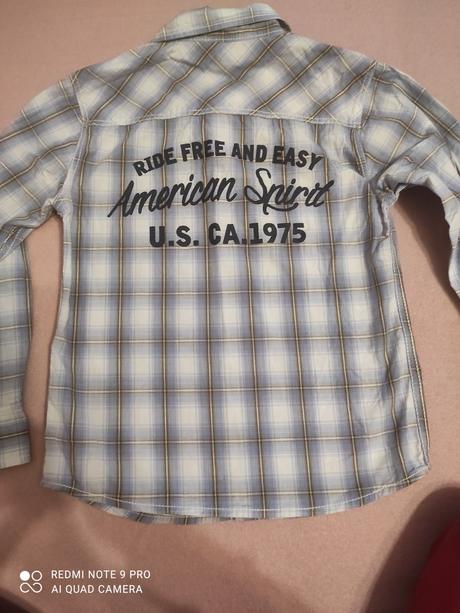 RIDE FREE AND EASY
American Spirit
U.S. CA.1975
REDMI NOTE 9 PRO
AI QUAD CAMERA